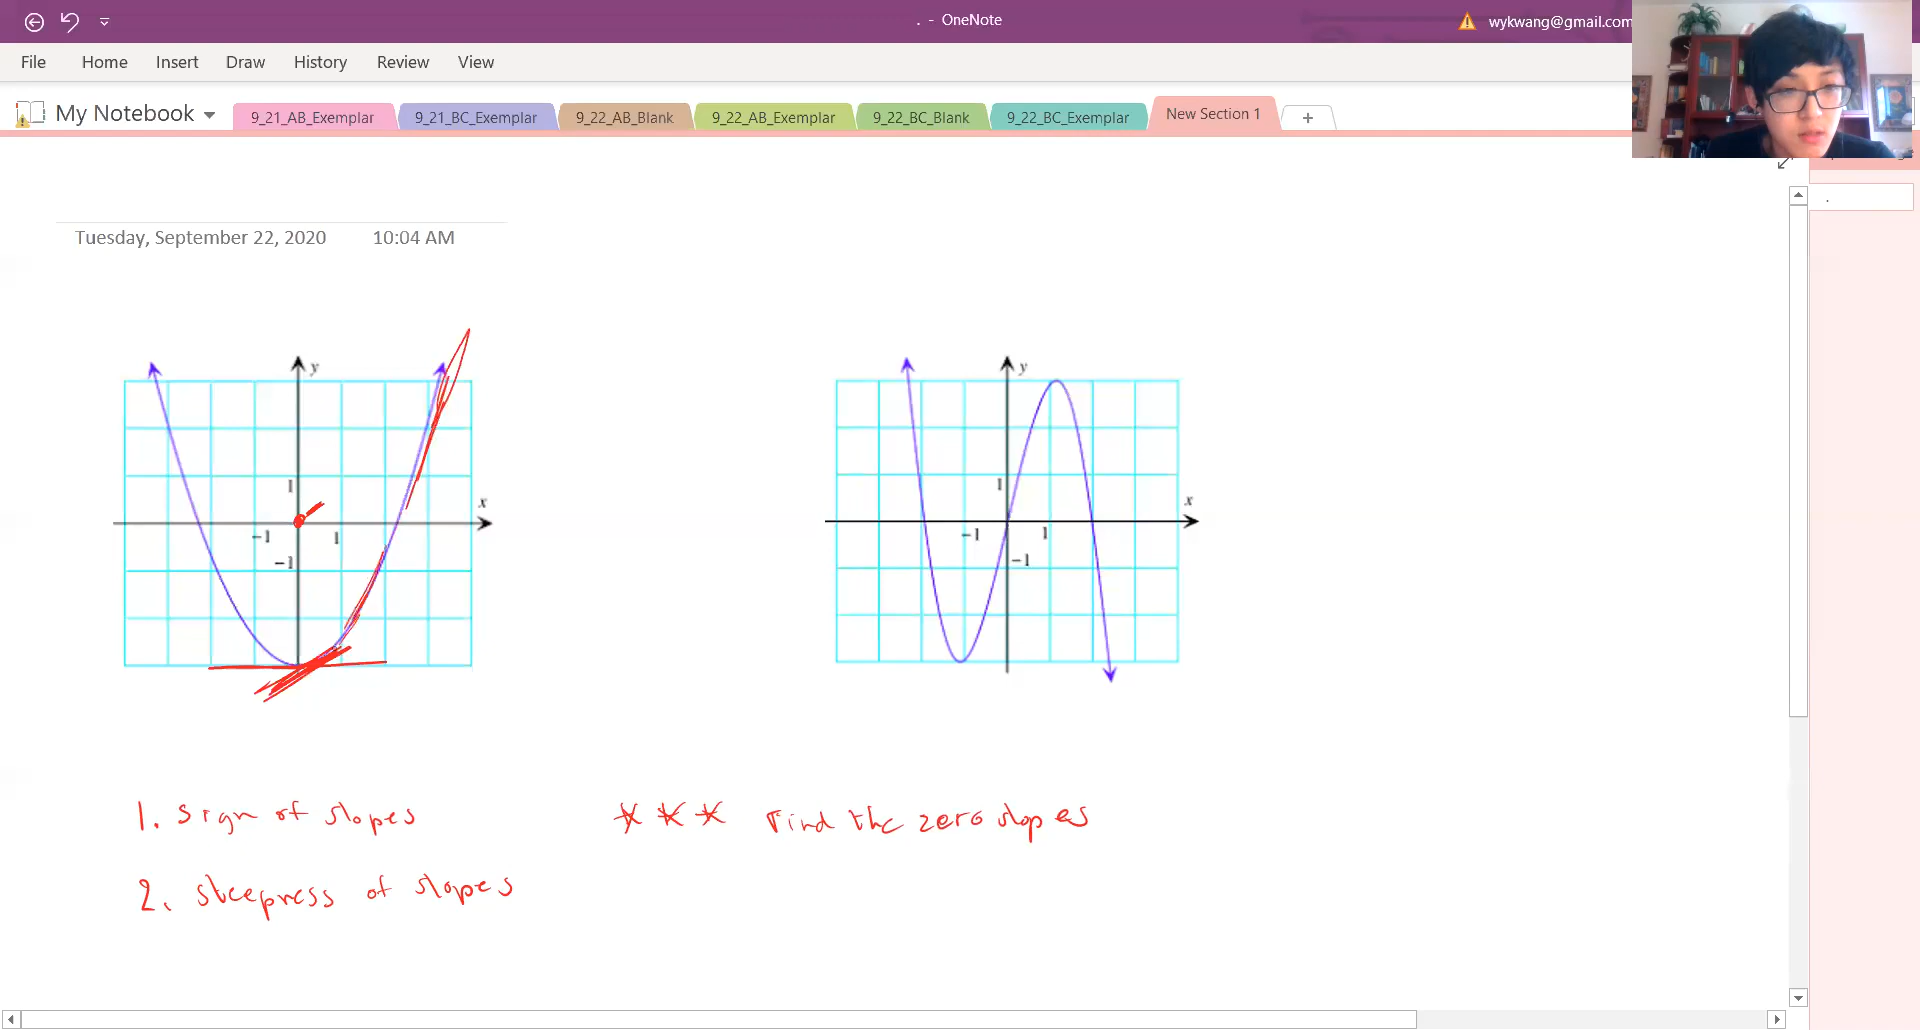 . - OneNote
wykwang@gmail.com
File Home Insert Draw History Review View
My Notebook
9_21_AB_Exemplar 9_21_BC_Exemplar 9_22_AB_Blank 9_22_AB_Exemplar 9_22_BC_Blank 9_22_BC_Exemplar New Section 1 +
.
Tuesday, September 22, 2020 10:04 AM
y
1
x
-1 1
-1
y
1
x
-1 1
-1
1. sign of slopes
*** Find the zero slopes
2. steepness of slopes